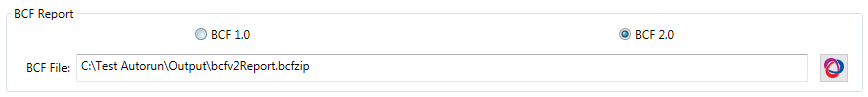 BCF Report
BCF 1.0 BCF 2.0
BCF File: C:\Test Autorun\Output\bcfv2Report.bcfzip